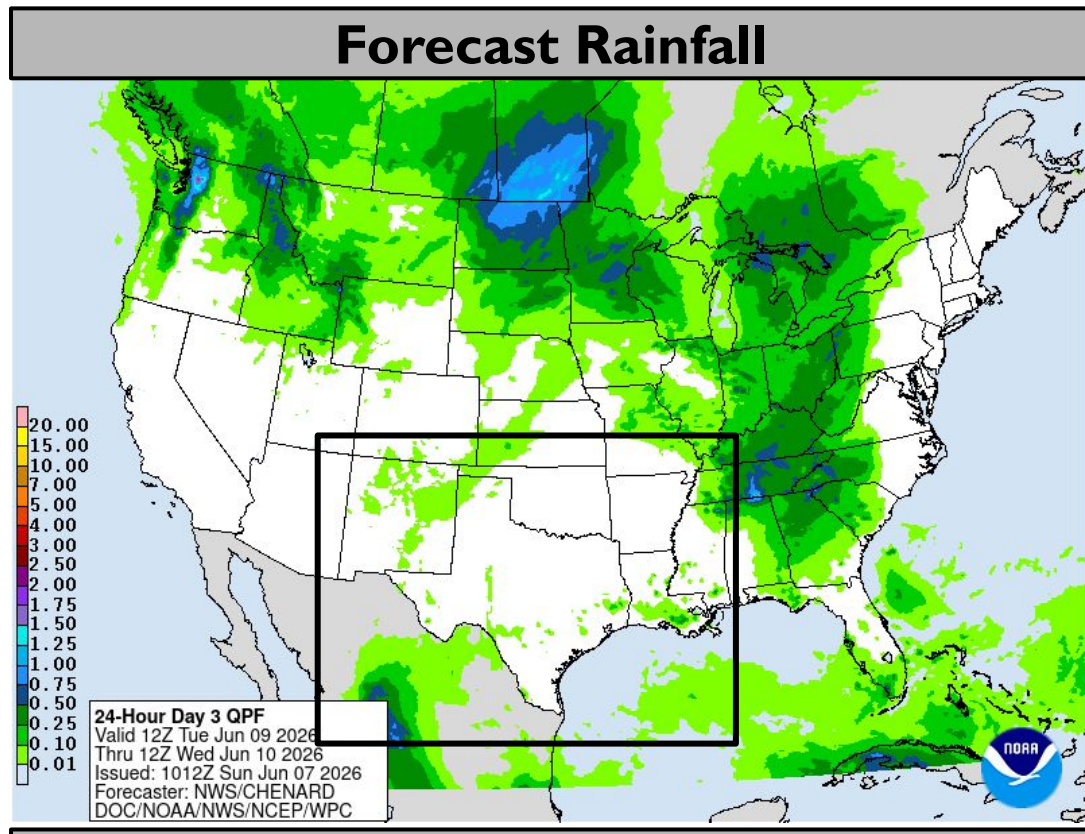 Forecast Rainfall
20.00
15.00
10.00
7.00
5.00
4.00
3.00
2.50
2.00
1.75
1.50
1.25
1.00
0.75
0.50
0.25
0.10
0.01
24-Hour Day 3 QPF
Valid 12Z Tue Jun 09 2026
Thru 12Z Wed Jun 10 2026
Issued: 1012Z Sun Jun 07 2026
Forecaster: NWS/CHENARD
DOC/NOAA/NWS/NCEP/WPC
NOAA